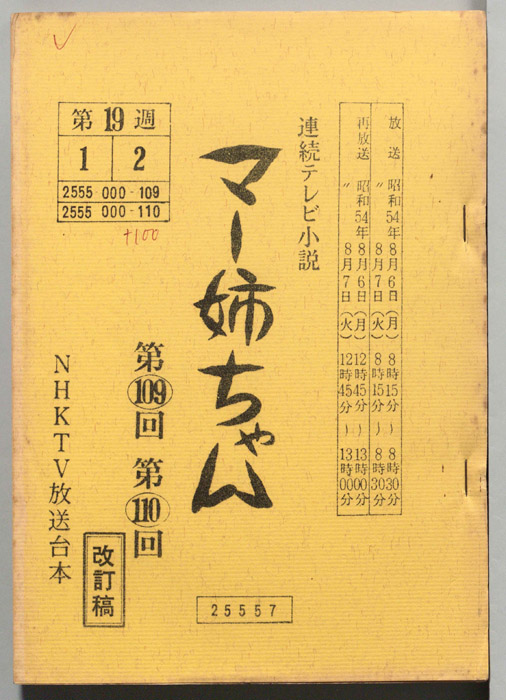 放送 昭和54年8月6日(月) 8時15分~8時30分
〃 8月7日(火) 8時15分~8時30分
再放送 昭和54年8月6日(月) 12時45分~13時00分
〃 8月7日(火) 12時45分~13時00分
連続テレビ小説
マー姉ちゃん
第109回 第110回
第19週
1 2
2555 000-109
2555 000-110
+100
NHKTV放送台本
改訂稿
25557